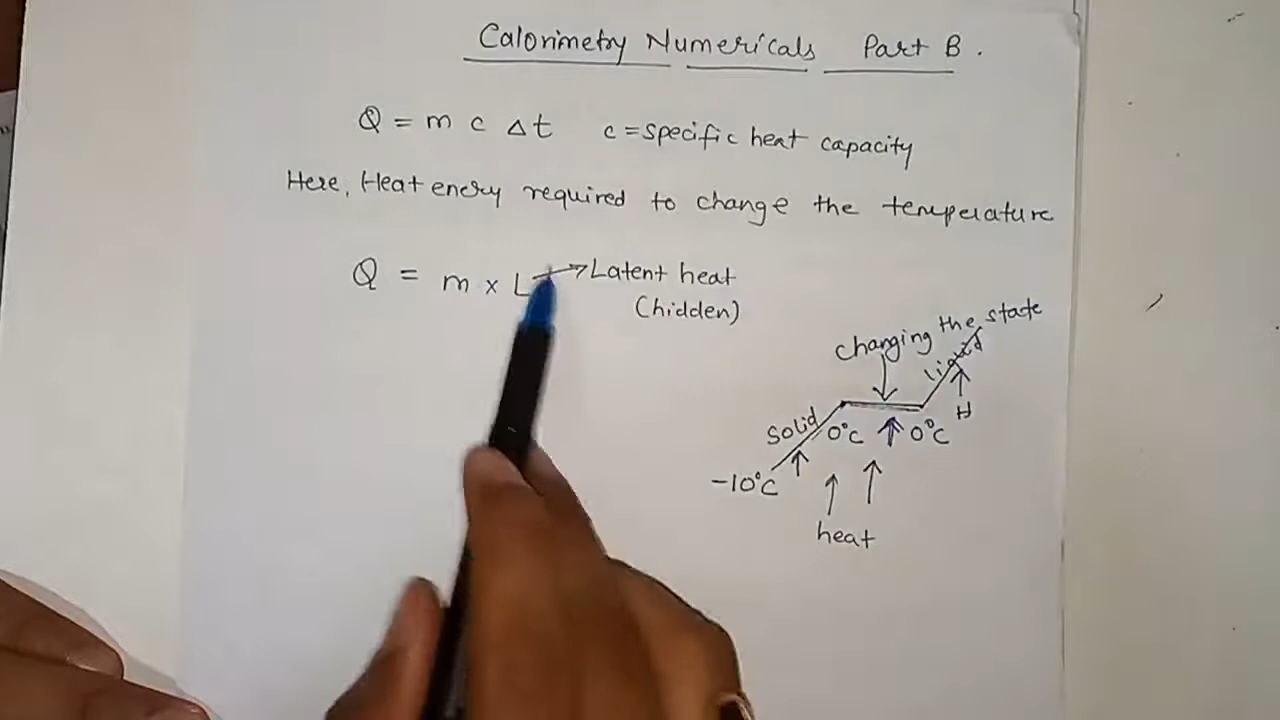 Calorimetry Numericals Part B.
Q = m c Δt c = specific heat capacity
Here, Heat enery required to change the temperature
Q = m x L → Latent heat
(hidden)
changing the state
Solid
liquid
0°C
0°C
H
-10°C
heat